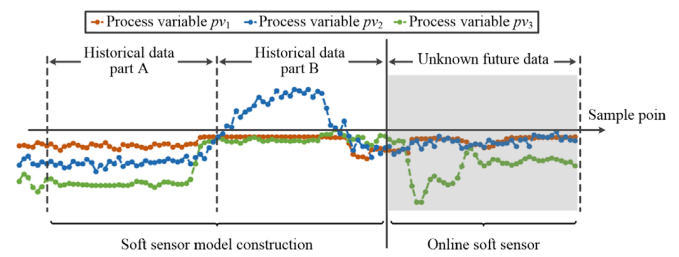 Process variable pv1 Process variable pv2 Process variable pv3
Historical data part A
Historical data part B
Unknown future data
Sample poin
Soft sensor model construction
Online soft sensor